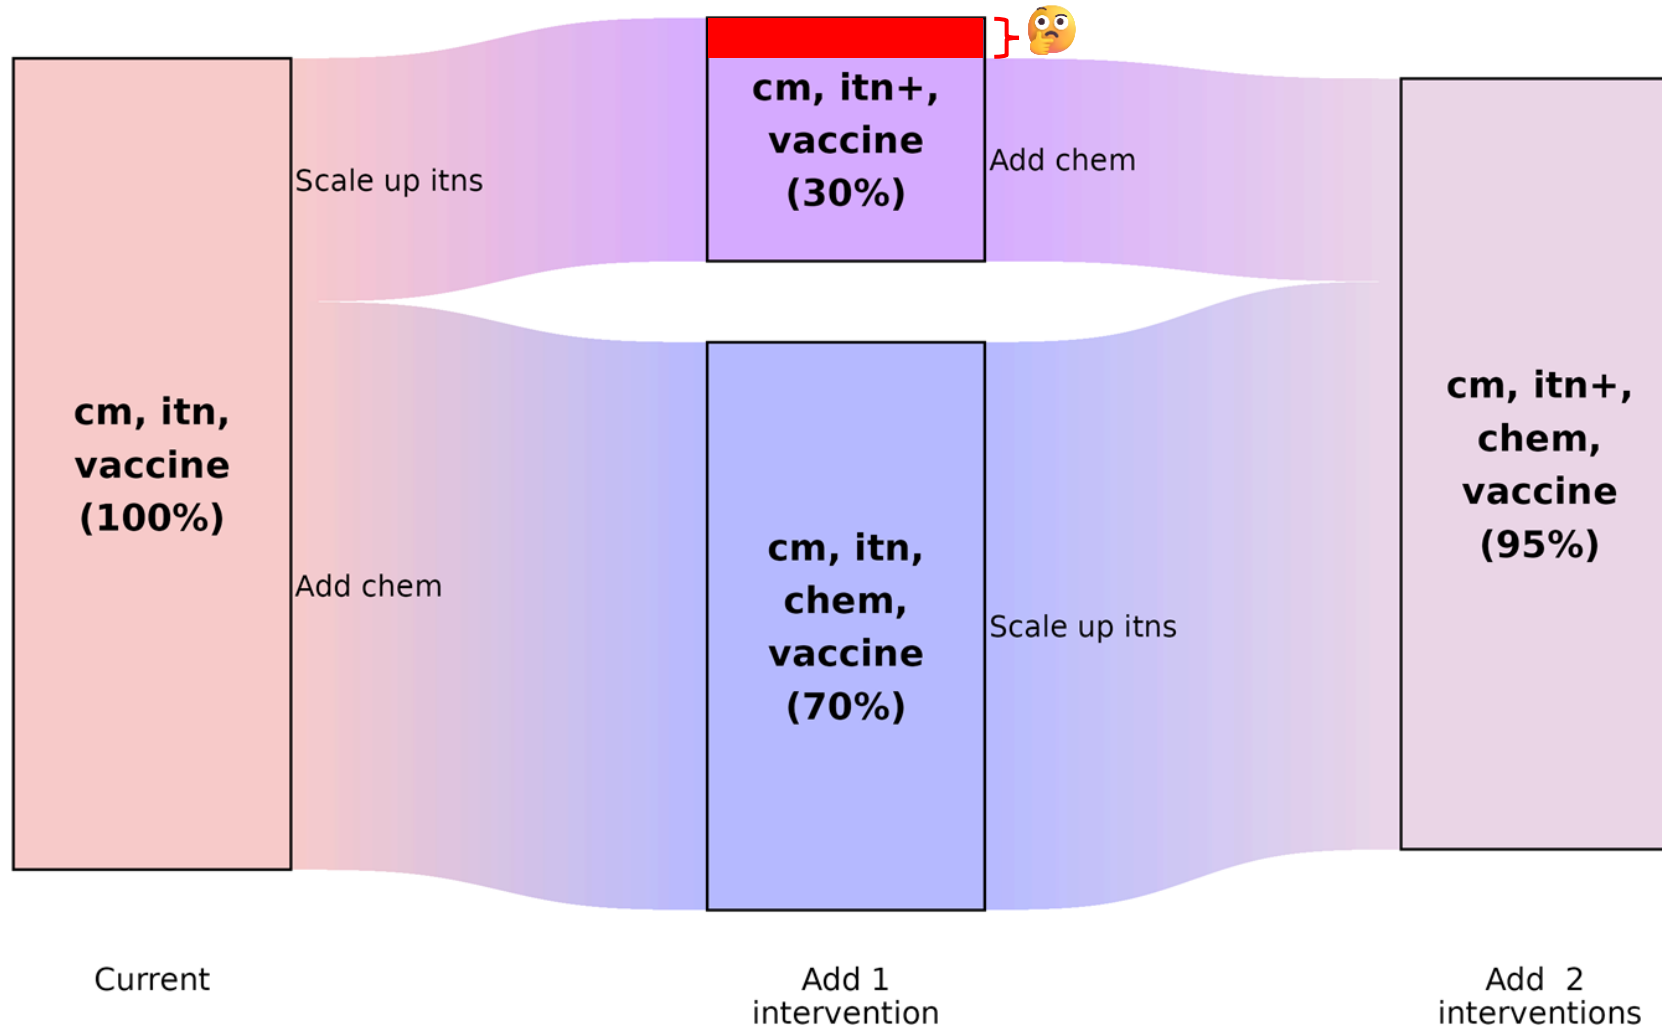 cm, itn,
vaccine
(100%)
Scale up itns
Add chem
cm, itn+,
vaccine
(30%)
cm, itn,
chem,
vaccine
(70%)
Add chem
Scale up itns
cm, itn+,
chem,
vaccine
(95%)
Current
Add 1
intervention
Add  2
interventions